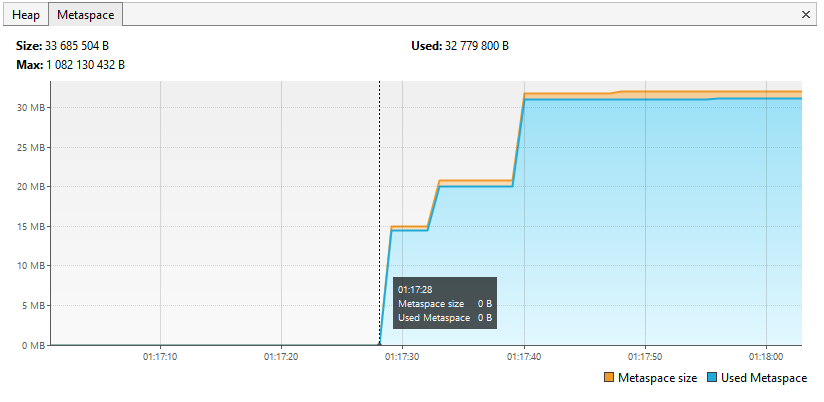 Heap Metaspace ×
Size: 33 685 504 B Used: 32 779 800 B
Max: 1 082 130 432 B
30 MB
25 MB
20 MB
15 MB
10 MB
5 MB
0 MB
01:17:28
Metaspace size 0 B
Used Metaspace 0 B
01:17:10 01:17:20 01:17:30 01:17:40 01:17:50 01:18:00
Metaspace size Used Metaspace